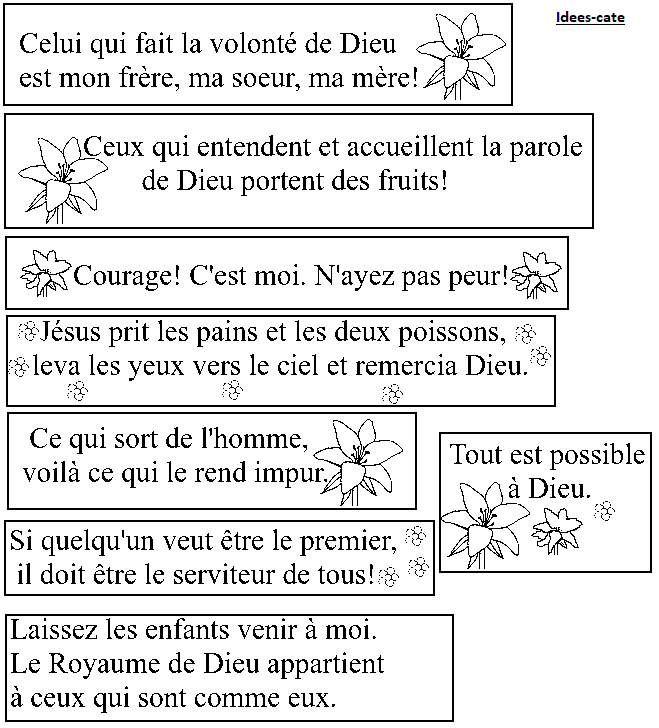 Idees-cate
Celui qui fait la volonté de Dieu
est mon frère, ma soeur, ma mère!
Ceux qui entendent et accueillent la parole
de Dieu portent des fruits!
Courage! C'est moi. N'ayez pas peur!
Jésus prit les pains et les deux poissons,
leva les yeux vers le ciel et remercia Dieu.
Ce qui sort de l'homme,
voilà ce qui le rend impur.
Tout est possible
à Dieu.
Si quelqu'un veut être le premier,
il doit être le serviteur de tous!
Laissez les enfants venir à moi.
Le Royaume de Dieu appartient
à ceux qui sont comme eux.